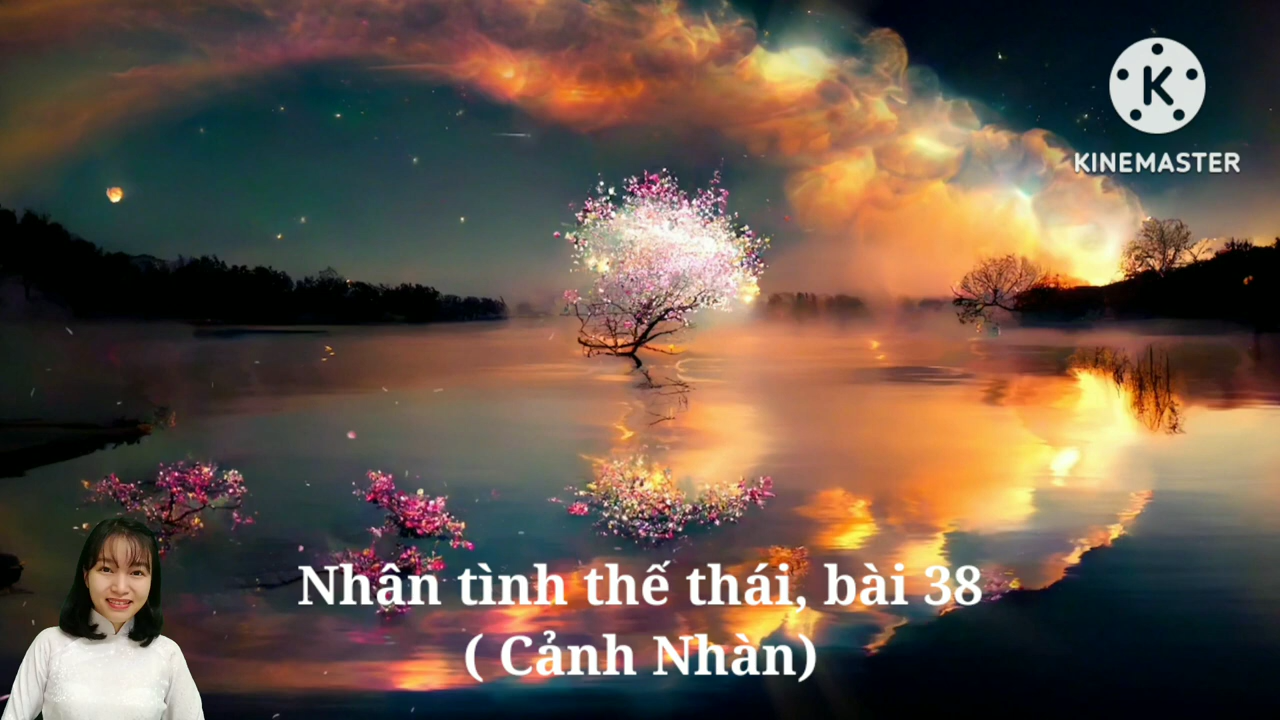 K
KINEMASTER
Nhân tình thế thái, bài 38
( Cảnh Nhàn)